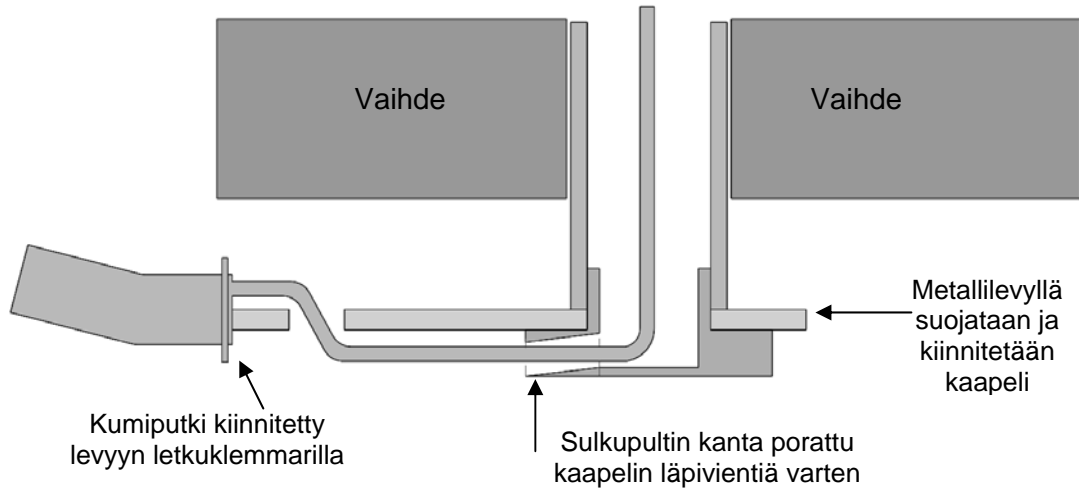 Vaihde
Vaihde
Metallilevyllä
suojataan ja
kiinnitetään
kaapeli
Kumiputki kiinnitetty
levyyn letkuklemmarilla
Sulkupultin kanta porattu
kaapelin läpivientiä varten